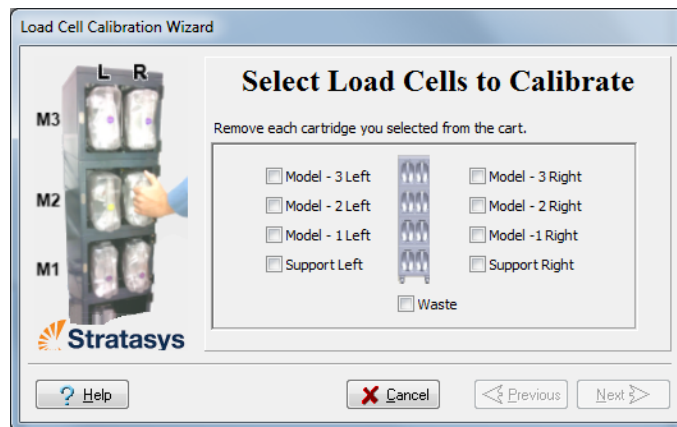 Load Cell Calibration Wizard
L R
M3
M2
M1
Stratasys
Select Load Cells to Calibrate
Remove each cartridge you selected from the cart.
Model - 3 Left
Model - 3 Right
Model - 2 Left
Model - 2 Right
Model - 1 Left
Model -1 Right
Support Left
Support Right
Waste
? Help
Cancel
Previous
Next